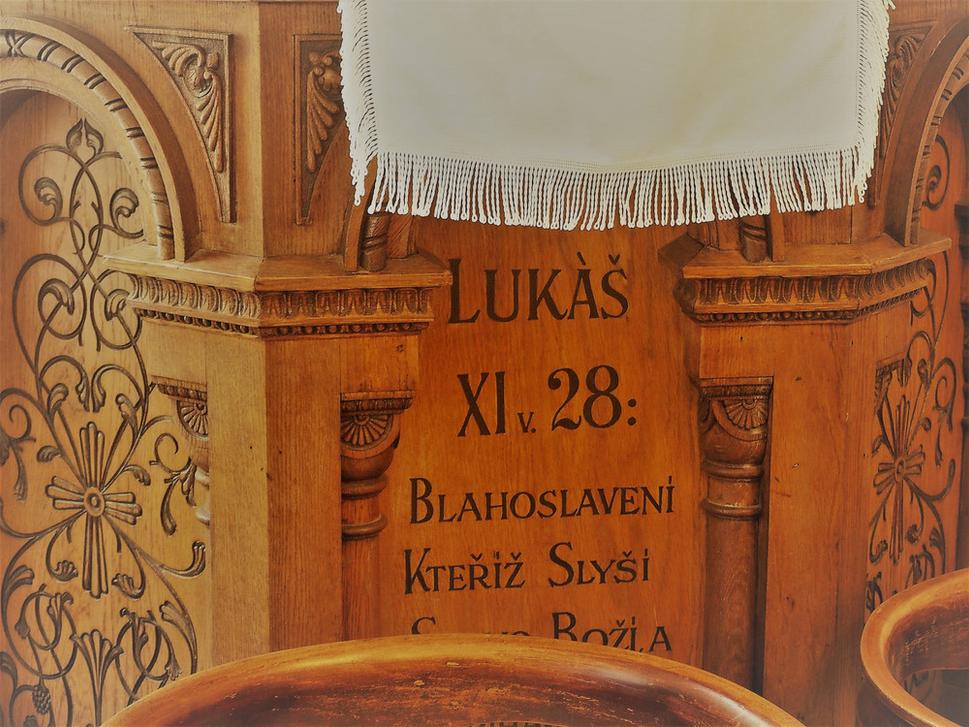 LUKÀŠ
XI v. 28:
BLAHOSLAVENÍ
KTEŘÍŽ SLYŠÍ
BOŽÍ A